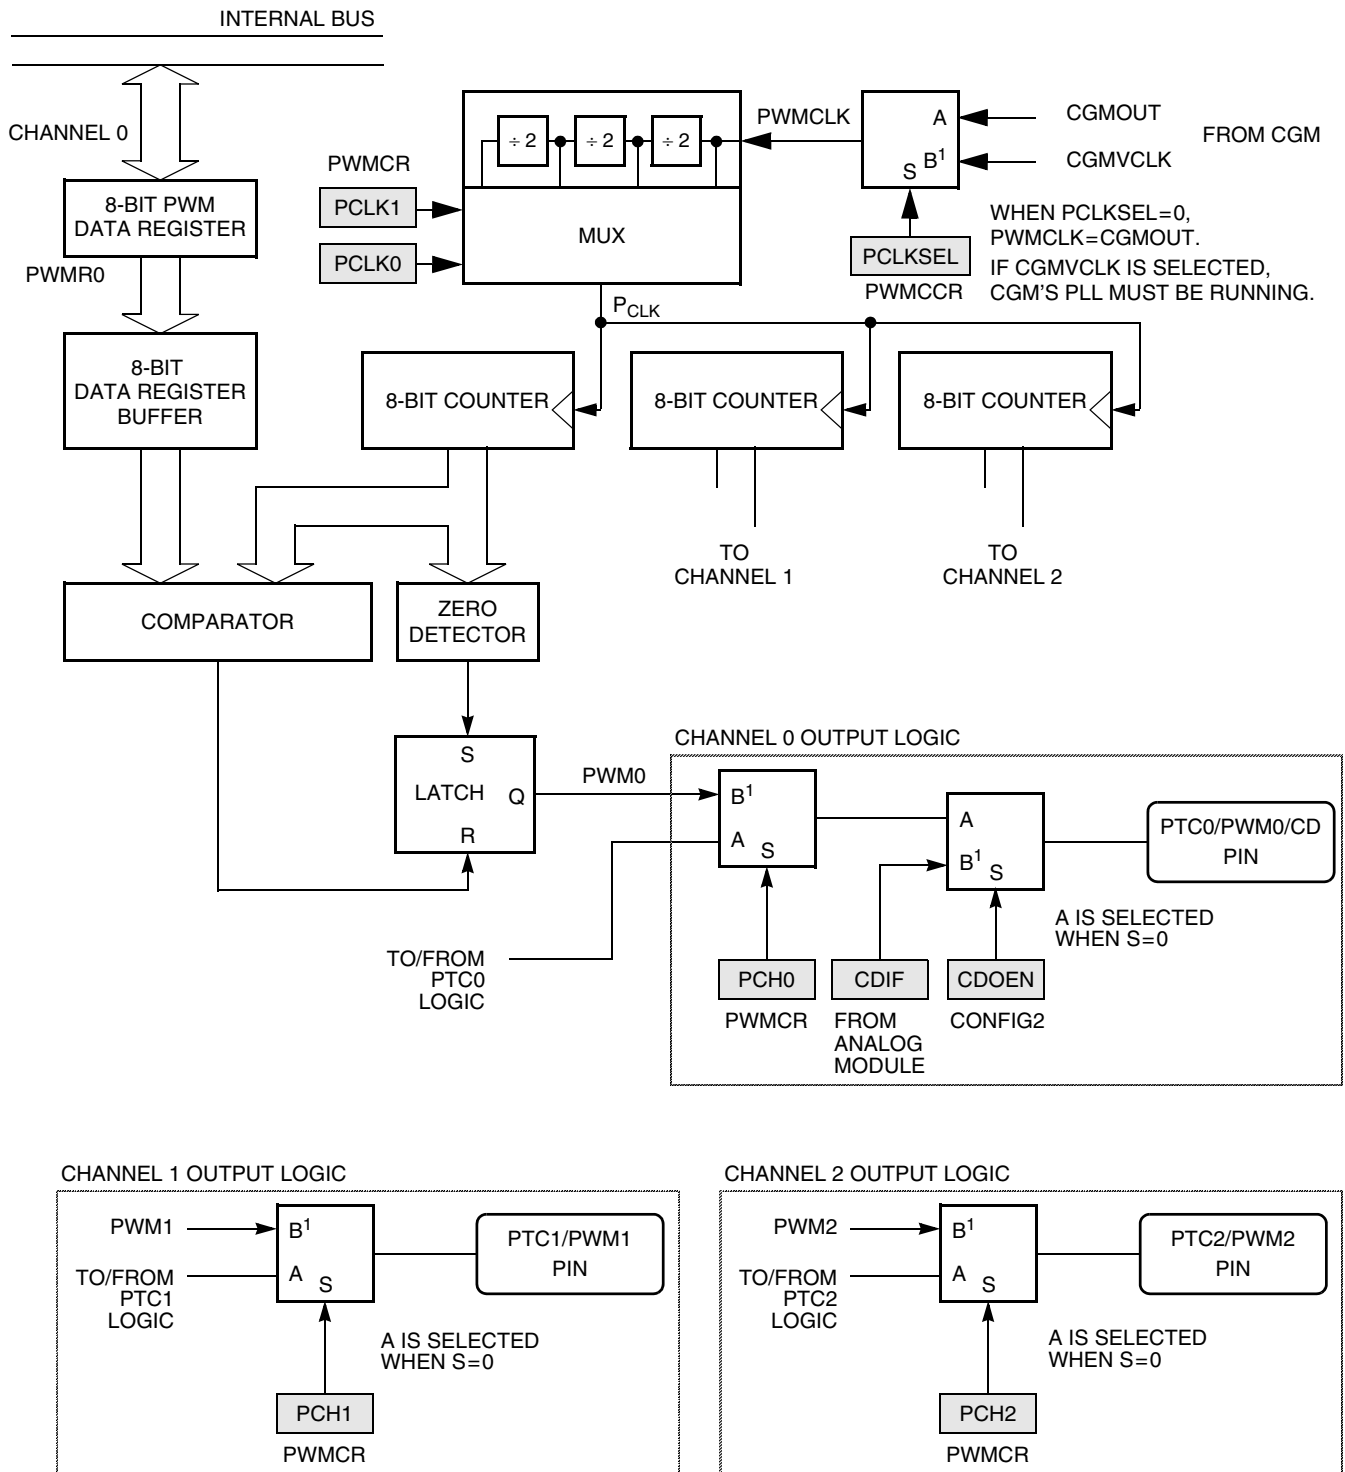 INTERNAL BUS
CHANNEL 0
8-BIT PWM
DATA REGISTER
PWMR0
8-BIT
DATA REGISTER
BUFFER
PWMCR
PCLK1
PCLK0
÷ 2
÷ 2
÷ 2
MUX
PWMCLK
A
B¹
S
CGMOUT
CGMVCLK
FROM CGM
PCLKSEL
PWMCCR
WHEN PCLKSEL=0,
PWMCLK=CGMOUT.
IF CGMVCLK IS SELECTED,
CGM'S PLL MUST BE RUNNING.
PCLK
8-BIT COUNTER
8-BIT COUNTER
8-BIT COUNTER
TO
CHANNEL 1
TO
CHANNEL 2
COMPARATOR
ZERO
DETECTOR
S
LATCH
Q
R
PWM0
CHANNEL 0 OUTPUT LOGIC
B¹
A
S
A
B¹
S
PTC0/PWM0/CD
PIN
A IS SELECTED
WHEN S=0
TO/FROM
PTC0
LOGIC
PCH0
PWMCR
CDIF
FROM
ANALOG
MODULE
CDOEN
CONFIG2
CHANNEL 1 OUTPUT LOGIC
PWM1
B¹
A
S
TO/FROM
PTC1
LOGIC
PTC1/PWM1
PIN
A IS SELECTED
WHEN S=0
PCH1
PWMCR
CHANNEL 2 OUTPUT LOGIC
PWM2
B¹
A
S
TO/FROM
PTC2
LOGIC
PTC2/PWM2
PIN
A IS SELECTED
WHEN S=0
PCH2
PWMCR